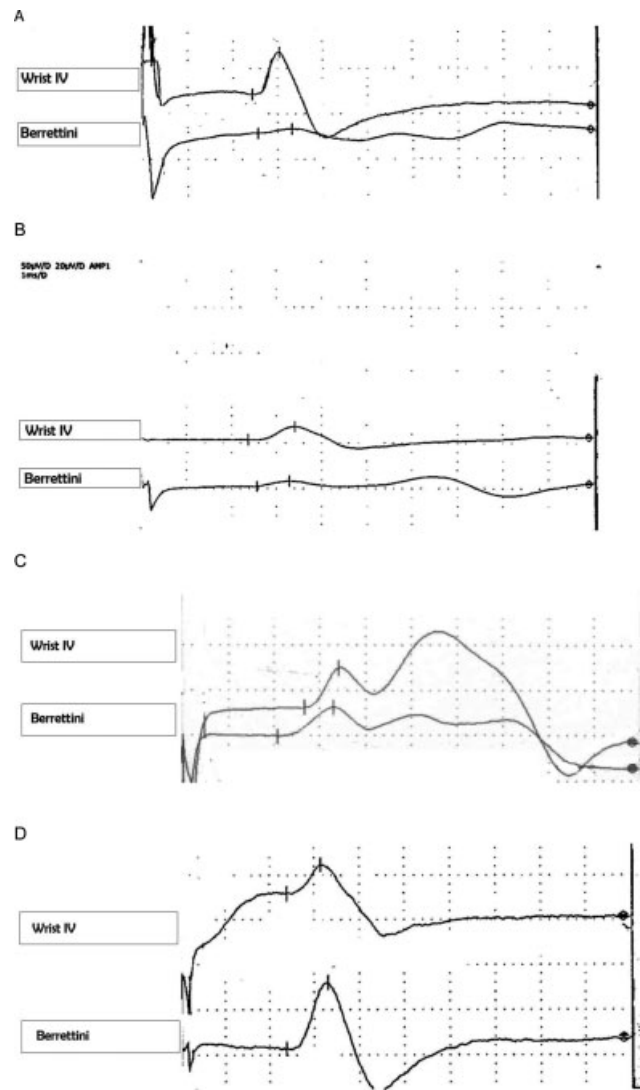 A
Wrist IV
Berrettini
B
50µV/D 20µV/D AMP1
1ms/D
Wrist IV
Berrettini
C
Wrist IV
Berrettini
D
Wrist IV
Berrettini